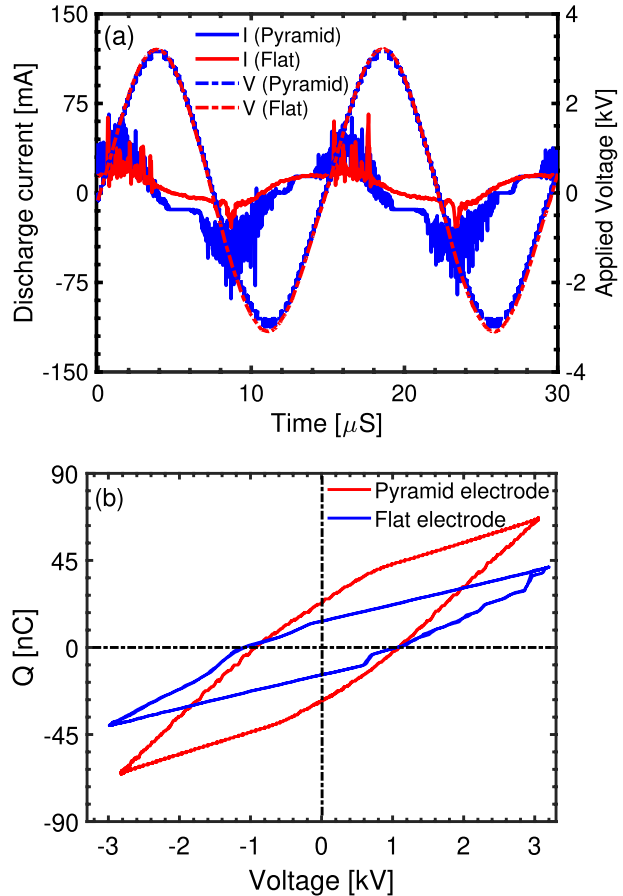 (a)
I (Pyramid)
I (Flat)
V (Pyramid)
V (Flat)
Discharge current [mA]
150
75
0
-75
-150
Applied Voltage [kV]
4
2
0
-2
-4
0 10 20 30
Time [μS]
(b)
Pyramid electrode
Flat electrode
Q [nC]
90
45
0
-45
-90
-3 -2 -1 0 1 2 3
Voltage [kV]